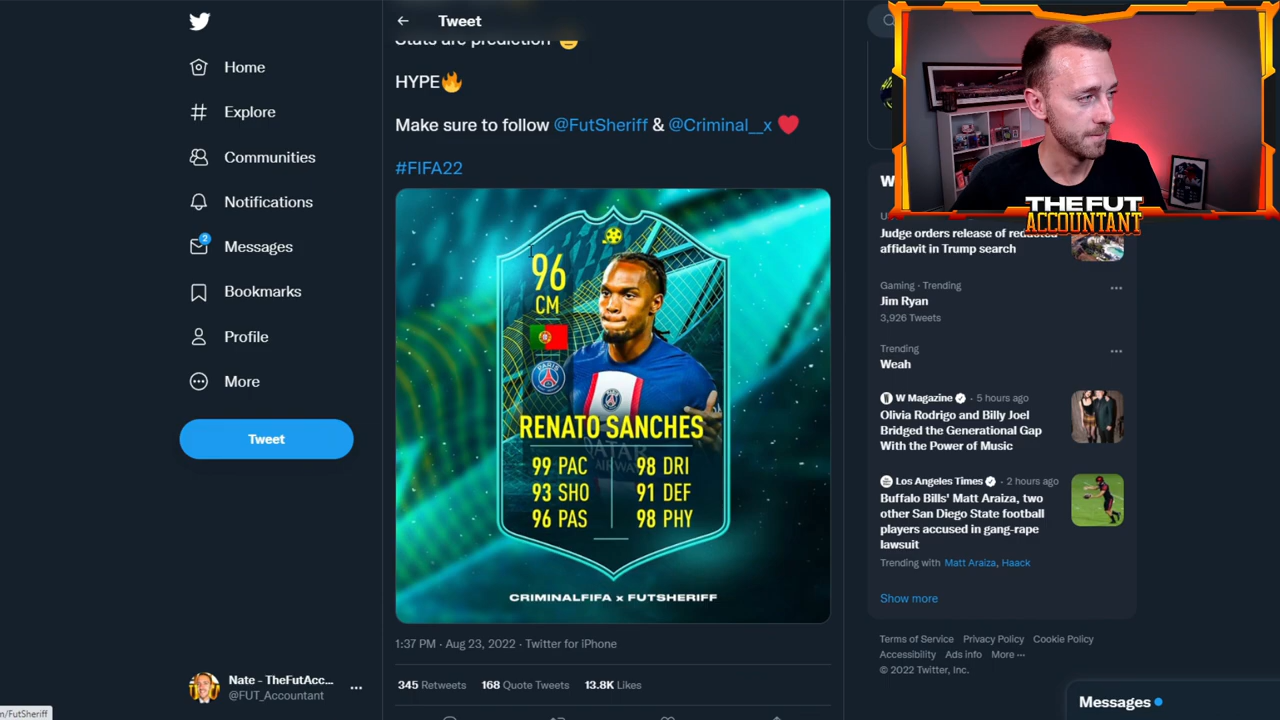 Tweet
Home
Explore
Communities
Notifications
2
Messages
Bookmarks
Profile
More
Tweet
Nate - TheFutAcc...
@FUT_Accountant
m/FutSheriff
Stats are prediction
HYPE🔥
Make sure to follow @FutSheriff & @Criminal__x ❤️
#FIFA22
96
CM
RENATO SANCHES
99 PAC 98 DRI
93 SHO 91 DEF
96 PAS 98 PHY
CRIMINALFIFA x FUTSHERIFF
1:37 PM · Aug 23, 2022 · Twitter for iPhone
345 Retweets 168 Quote Tweets 13.8K Likes
THE FUT
ACCOUNTANT
Judge orders release of redacted
affidavit in Trump search
Gaming · Trending
Jim Ryan
3,926 Tweets
Trending
Weah
W Magazine · 5 hours ago
Olivia Rodrigo and Billy Joel
Bridged the Generational Gap
With the Power of Music
Los Angeles Times · 2 hours ago
Buffalo Bills' Matt Araiza, two
other San Diego State football
players accused in gang-rape
lawsuit
Trending with Matt Araiza, Haack
Show more
Terms of Service Privacy Policy Cookie Policy
Accessibility Ads info More ···
© 2022 Twitter, Inc.
Messages